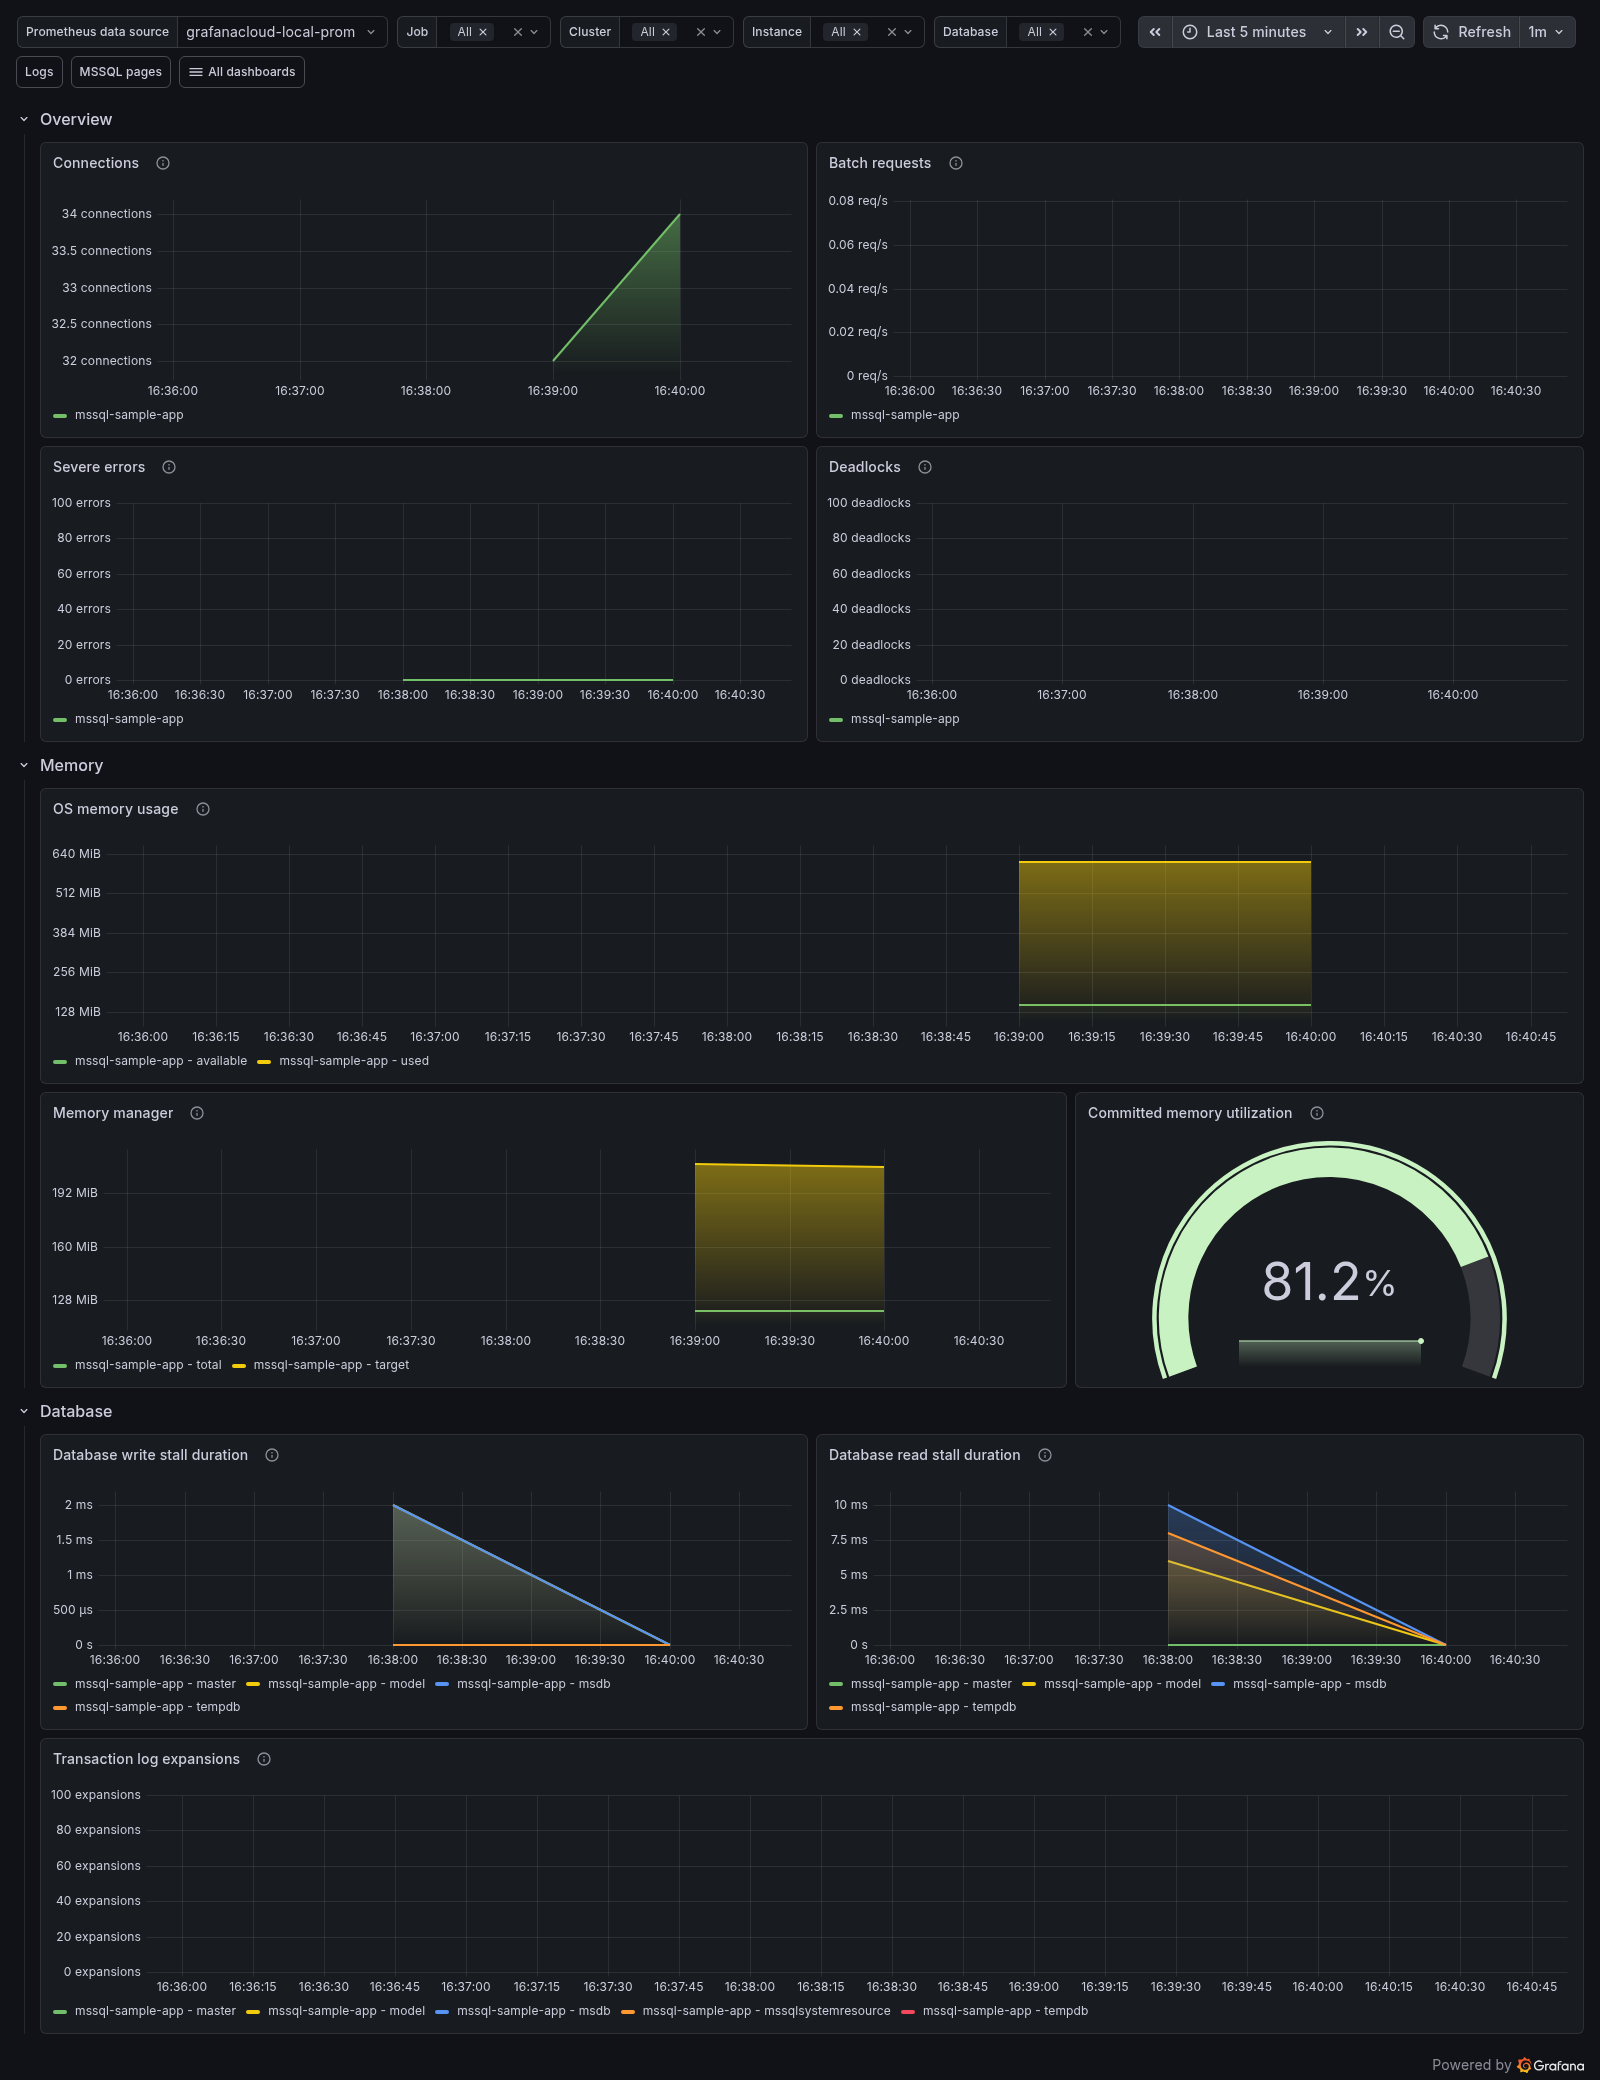 Prometheus data source grafanacloud-local-prom Job All Cluster All Instance All Database All Last 5 minutes Refresh 1m
Logs MSSQL pages All dashboards
Overview
Connections
34 connections
33.5 connections
33 connections
32.5 connections
32 connections
16:36:00 16:37:00 16:38:00 16:39:00 16:40:00
mssql-sample-app
Batch requests
0.08 req/s
0.06 req/s
0.04 req/s
0.02 req/s
0 req/s
16:36:00 16:36:30 16:37:00 16:37:30 16:38:00 16:38:30 16:39:00 16:39:30 16:40:00 16:40:30
mssql-sample-app
Severe errors
100 errors
80 errors
60 errors
40 errors
20 errors
0 errors
16:36:00 16:36:30 16:37:00 16:37:30 16:38:00 16:38:30 16:39:00 16:39:30 16:40:00 16:40:30
mssql-sample-app
Deadlocks
100 deadlocks
80 deadlocks
60 deadlocks
40 deadlocks
20 deadlocks
0 deadlocks
16:36:00 16:37:00 16:38:00 16:39:00 16:40:00
mssql-sample-app
Memory
OS memory usage
640 MiB
512 MiB
384 MiB
256 MiB
128 MiB
16:36:00 16:36:15 16:36:30 16:36:45 16:37:00 16:37:15 16:37:30 16:37:45 16:38:00 16:38:15 16:38:30 16:38:45 16:39:00 16:39:15 16:39:30 16:39:45 16:40:00 16:40:15 16:40:30 16:40:45
mssql-sample-app - available mssql-sample-app - used
Memory manager
192 MiB
160 MiB
128 MiB
16:36:00 16:36:30 16:37:00 16:37:30 16:38:00 16:38:30 16:39:00 16:39:30 16:40:00 16:40:30
mssql-sample-app - total mssql-sample-app - target
Committed memory utilization
81.2%
Database
Database write stall duration
2 ms
1.5 ms
1 ms
500 µs
0 s
16:36:00 16:36:30 16:37:00 16:37:30 16:38:00 16:38:30 16:39:00 16:39:30 16:40:00 16:40:30
mssql-sample-app - master mssql-sample-app - model mssql-sample-app - msdb
mssql-sample-app - tempdb
Database read stall duration
10 ms
7.5 ms
5 ms
2.5 ms
0 s
16:36:00 16:36:30 16:37:00 16:37:30 16:38:00 16:38:30 16:39:00 16:39:30 16:40:00 16:40:30
mssql-sample-app - master mssql-sample-app - model mssql-sample-app - msdb
mssql-sample-app - tempdb
Transaction log expansions
100 expansions
80 expansions
60 expansions
40 expansions
20 expansions
0 expansions
16:36:00 16:36:15 16:36:30 16:36:45 16:37:00 16:37:15 16:37:30 16:37:45 16:38:00 16:38:15 16:38:30 16:38:45 16:39:00 16:39:15 16:39:30 16:39:45 16:40:00 16:40:15 16:40:30 16:40:45
mssql-sample-app - master mssql-sample-app - model mssql-sample-app - msdb mssql-sample-app - mssqlsystemresource mssql-sample-app - tempdb
Powered by Grafana